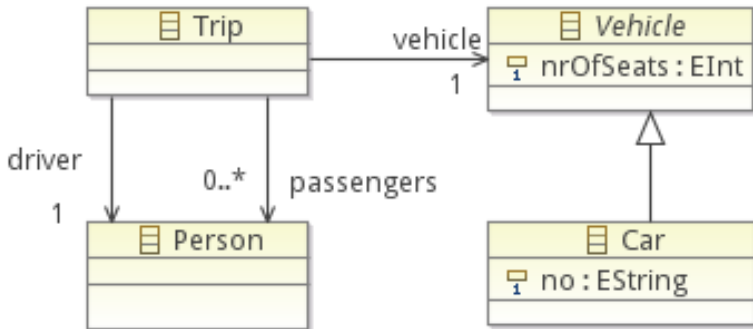 Trip
Vehicle
vehicle
nrOfSeats : EInt
1
driver
0..*
passengers
1
Person
Car
no : EString